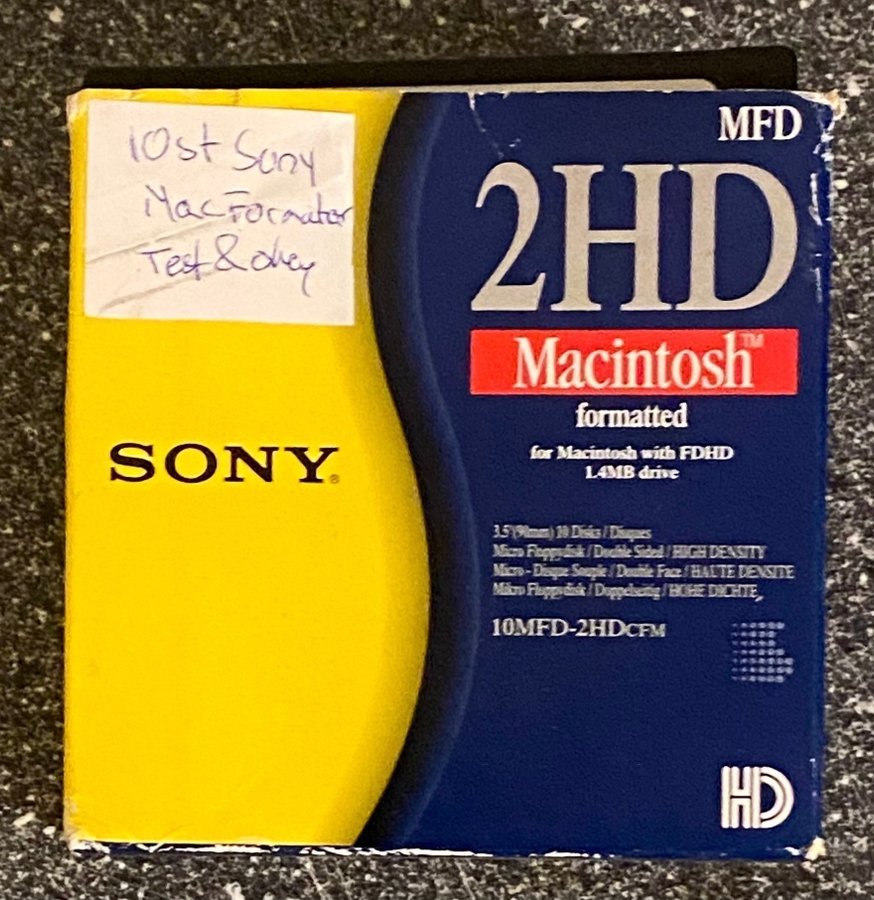 10st Sony
MacFormater
Test & okey
SONY®
MFD
2HD
Macintosh™
formatted
for Macintosh with FDHD
1.4MB drive
3.5"(90mm) 10 Disks / Disques
Micro Floppydisk / Double Sided / HIGH DENSITY
Micro - Disque Souple / Double Face / HAUTE DENSITE
Mikro Floppydisk / Doppelseitig / HOHE DICHTE
10MFD-2HDCFM
HD